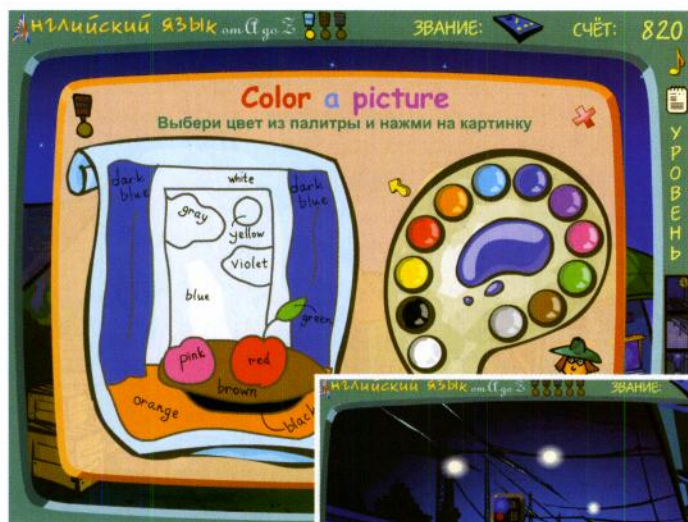 Английский язык от A до Z
ЗВАНИЕ:
СЧЁТ: 820
Color a picture
Выбери цвет из палитры и нажми на картинку
УРОВЕНЬ
dark blue
white
dark blue
gray
yellow
violet
blue
green
pink
red
brown
orange
black
Английский язык от A до Z
ЗВАНИЕ: